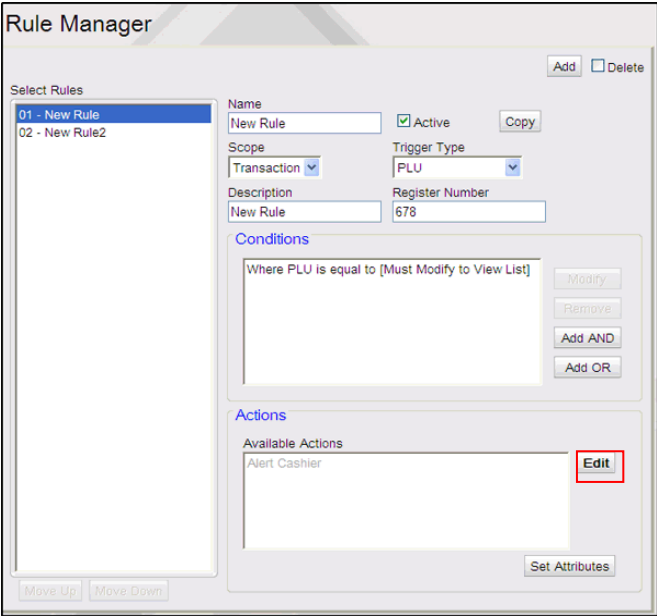 Rule Manager
Add Delete
Select Rules
01 - New Rule
02 - New Rule2
Name
New Rule Active Copy
Scope Trigger Type
Transaction PLU
Description Register Number
New Rule 678
Conditions
Where PLU is equal to [Must Modify to View List]
Modify
Remove
Add AND
Add OR
Actions
Available Actions
Alert Cashier Edit
Set Attributes
Move Up Move Down